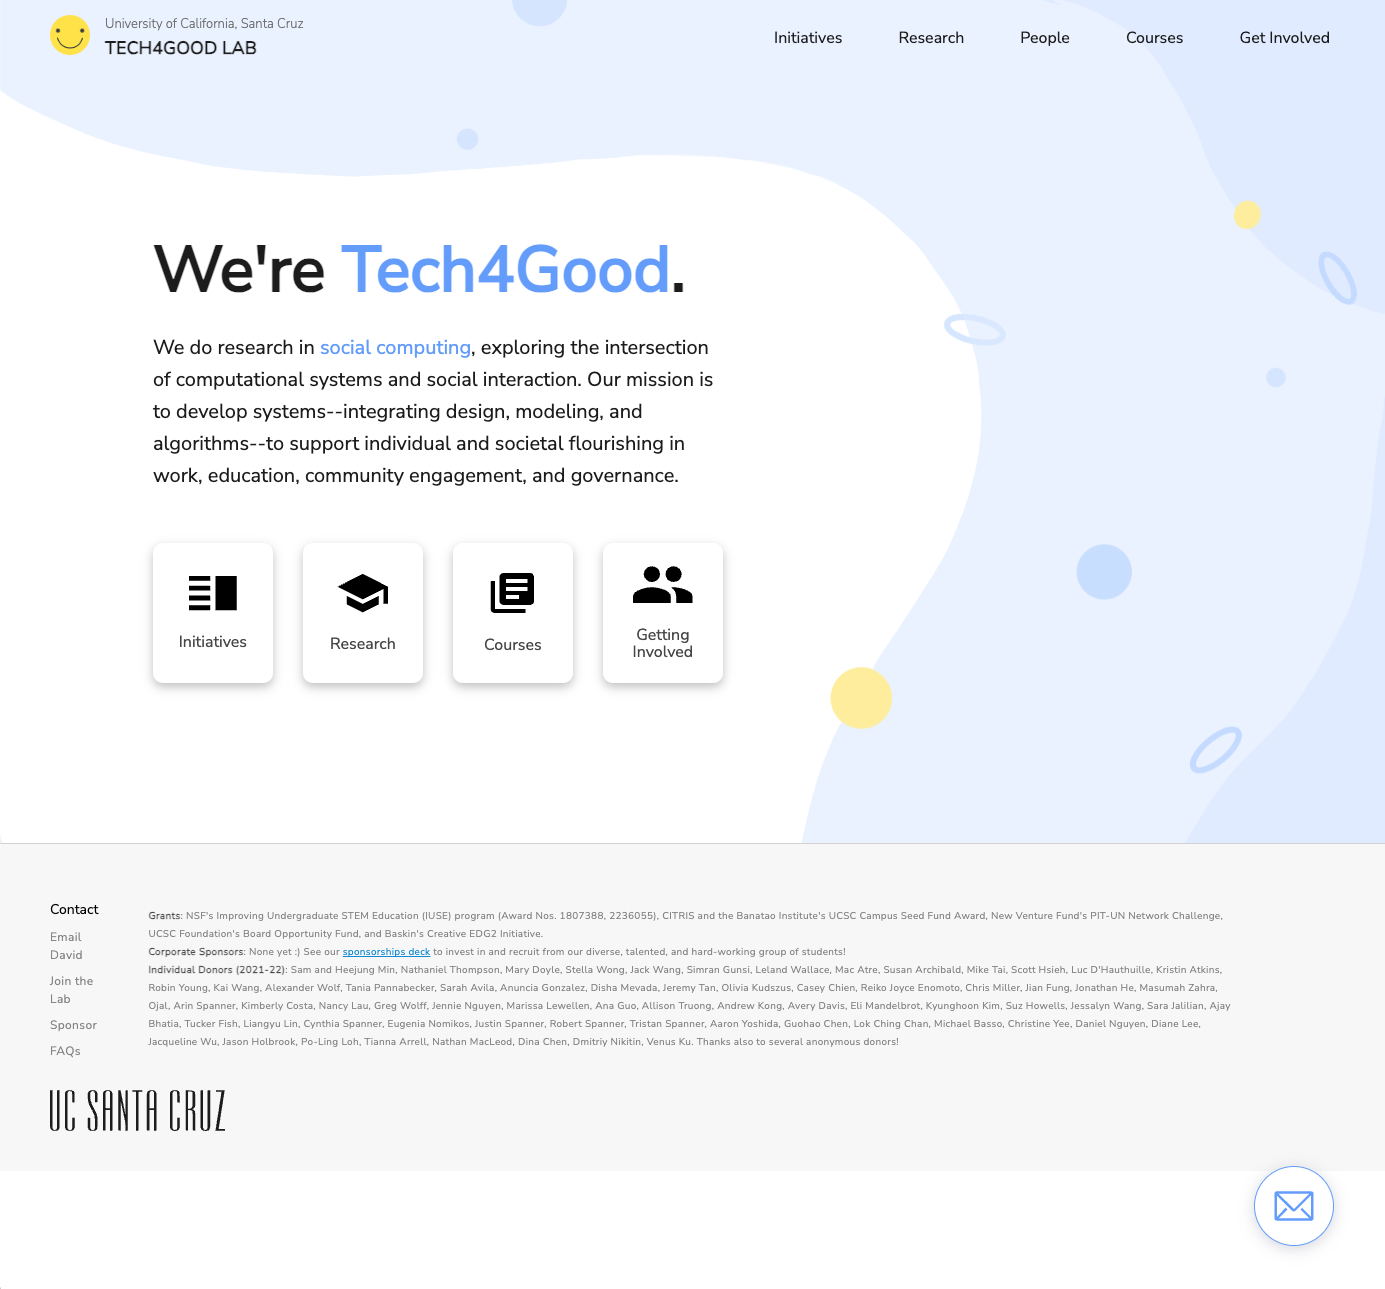 University of California, Santa Cruz
TECH4GOOD LAB
Initiatives
Research
People
Courses
Get Involved
We're Tech4Good.
We do research in social computing, exploring the intersection
of computational systems and social interaction. Our mission is
to develop systems--integrating design, modeling, and
algorithms--to support individual and societal flourishing in
work, education, community engagement, and governance.
Initiatives
Research
Courses
Getting
Involved
Contact
Email
David
Join the
Lab
Sponsor
FAQs
Grants: NSF's Improving Undergraduate STEM Education (IUSE) program (Award Nos. 1807388, 2236055), CITRIS and the Banatao Institute's UCSC Campus Seed Fund Award, New Venture Fund's PIT-UN Network Challenge,
UCSC Foundation's Board Opportunity Fund, and Baskin's Creative EDG2 Initiative.
Corporate Sponsors: None yet :) See our sponsorships deck to invest in and recruit from our diverse, talented, and hard-working group of students!
Individual Donors (2021-22): Sam and Heejung Min, Nathaniel Thompson, Mary Doyle, Stella Wong, Jack Wang, Simran Gunsi, Leland Wallace, Mac Atre, Susan Archibald, Mike Tai, Scott Hsieh, Luc D'Hauthuille, Kristin Atkins,
Robin Young, Kai Wang, Alexander Wolf, Tania Pannabecker, Sarah Avila, Anuncia Gonzalez, Disha Mevada, Jeremy Tan, Olivia Kudszus, Casey Chien, Reiko Joyce Enomoto, Chris Miller, Jian Fung, Jonathan He, Masumah Zahra,
Ojal, Arin Spanner, Kimberly Costa, Nancy Lau, Greg Wolff, Jennie Nguyen, Marissa Lewellen, Ana Guo, Allison Truong, Andrew Kong, Avery Davis, Eli Mandelbrot, Kyunghoon Kim, Suz Howells, Jessalyn Wang, Sara Jalilian, Ajay
Bhatia, Tucker Fish, Liangyu Lin, Cynthia Spanner, Eugenia Nomikos, Justin Spanner, Robert Spanner, Tristan Spanner, Aaron Yoshida, Guohao Chen, Lok Ching Chan, Michael Basso, Christine Yee, Daniel Nguyen, Diane Lee,
Jacqueline Wu, Jason Holbrook, Po-Ling Loh, Tianna Arrell, Nathan MacLeod, Dina Chen, Dmitriy Nikitin, Venus Ku. Thanks also to several anonymous donors!
UC SANTA CRUZ